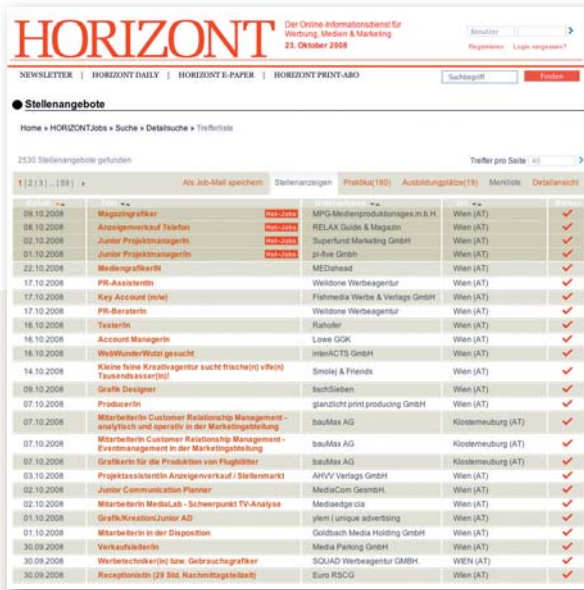 HORIZONT
Der Online-Informationsdienst für
Werbung, Medien & Marketing
23. Oktober 2008
Benutzer
Registrieren Login vergessen?
NEWSLETTER | HORIZONT DAILY | HORIZONT E-PAPER | HORIZONT PRINT-ABO
Suchbegriff Finden
Stellenangebote
Home » HORIZONTJobs » Suche » Detailsuche » Trefferliste
2530 Stellenangebote gefunden Treffer pro Seite 40
1 | 2 | 3 | ... | 59 | Als Job-Mail speichern Stellenanzeigen Praktika(180) Ausbildungplätze(19) Merkliste Detailansicht
Datum Titel Unternehmen Ort Merken
09.10.2008 Magazingrafiker Hot-Jobs MPG-Medienproduktionsges.m.b.H. Wien (AT)
08.10.2008 Anzeigenverkauf Telefon Hot-Jobs RELAX Guide & Magazin Wien (AT)
02.10.2008 Junior ProjektmanagerIn Hot-Jobs Superfund Marketing GmbH Wien (AT)
01.10.2008 Junior ProjektmanagerIn Hot-Jobs pi-five Gmbh Wien (AT)
22.10.2008 MediengrafikerIN MEDahead Wien (AT)
17.10.2008 PR-AssistentIn Welldone Werbeagentur Wien (AT)
17.10.2008 Key Account (m/w) Fishmedia Werbe & Verlags GmbH Wien (AT)
17.10.2008 PR-BeraterIn Welldone Werbeagentur Wien (AT)
16.10.2008 TexterIn Rahofer Wien (AT)
16.10.2008 Account ManagerIn Lowe GGK Wien (AT)
16.10.2008 WebWunderWutzi gesucht interACTS GmbH Wien (AT)
14.10.2008 Kleine feine Kreativagentur sucht frische(n) vife(n)
Tausendsasser(in)! Smolej & Friends Wien (AT)
09.10.2008 Grafik Designer tischSieben Wien (AT)
07.10.2008 Producer/in glanzlicht print producing GmbH Wien (AT)
07.10.2008 MitarbeiterIn Customer Relationship Management -
analytisch und operativ in der Marketingabteilung bauMax AG Klosterneuburg (AT)
07.10.2008 MitarbeiterIn Customer Relationship Management -
Eventmanagement in der Marketingabteilung bauMax AG Klosterneuburg (AT)
07.10.2008 GrafikerIn für die Produktion von Flugblätter bauMax AG Klosterneuburg (AT)
03.10.2008 ProjektassistentIn Anzeigenverkauf / Stellenmarkt AHVV Verlags GmbH Wien (AT)
02.10.2008 Junior Communication Planner MediaCom GesmbH. Wien (AT)
02.10.2008 MitarbeiterIn MediaLab - Schwerpunkt TV-Analyse Mediaedge:cia Wien (AT)
01.10.2008 Grafik/Kreation/Junior AD ylem | unique advertising Wien (AT)
01.10.2008 MitarbeiterIn in der Disposition Goldbach Media Holding GmbH Wien (AT)
30.09.2008 VerkaufsleiterIn Media Parking GmbH Wien (AT)
30.09.2008 Werbetechniker(in) bzw. Gebrauchsgrafiker SQUAD Werbeagentur GMBH. WIEN (AT)
30.09.2008 ReceptionistIn (29 Std. Nachmittagsteilzeit) Euro RSCG Wien (AT)